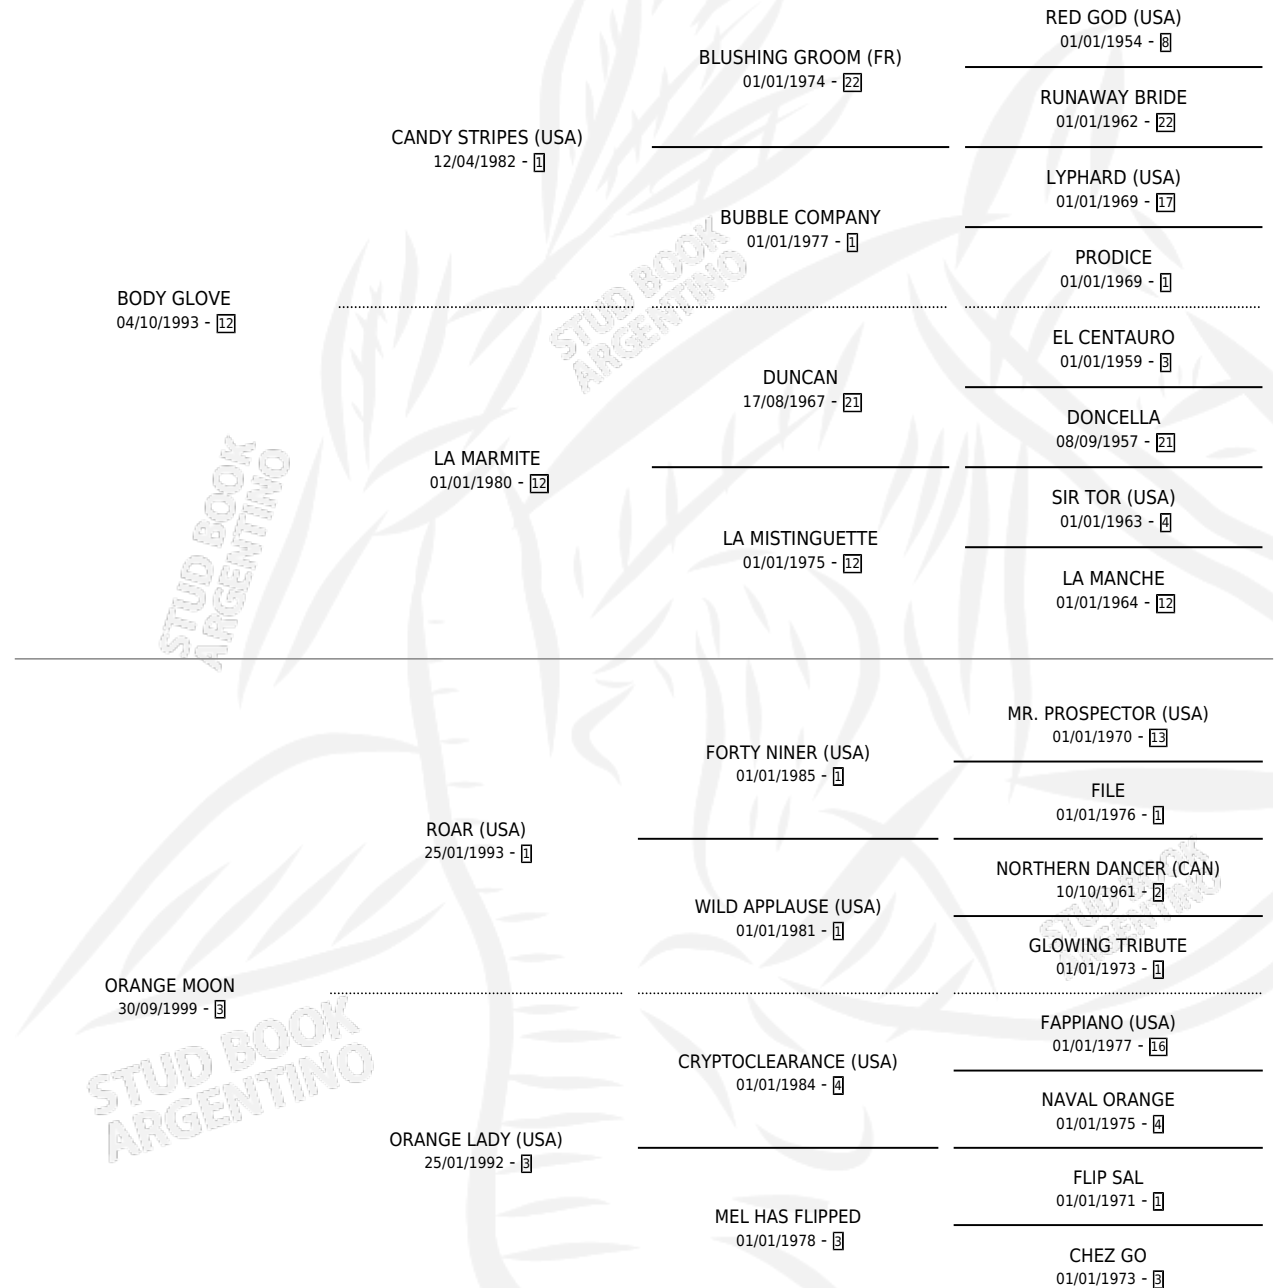 RED GOD (USA)
01/01/1954 - 8
BLUSHING GROOM (FR)
01/01/1974 - 22
RUNAWAY BRIDE
01/01/1962 - 22
CANDY STRIPES (USA)
12/04/1982 - 1
LYPHARD (USA)
01/01/1969 - 17
BUBBLE COMPANY
01/01/1977 - 1
PRODICE
01/01/1969 - 1
BODY GLOVE
04/10/1993 - 12
STUD BOOK
ARGENTINO
EL CENTAURO
01/01/1959 - 3
DUNCAN
17/08/1967 - 21
DONCELLA
08/09/1957 - 21
LA MARMITE
01/01/1980 - 12
SIR TOR (USA)
01/01/1963 - 4
LA MISTINGUETTE
01/01/1975 - 12
LA MANCHE
01/01/1964 - 12
STUD BOOK
ARGENTINO
MR. PROSPECTOR (USA)
01/01/1970 - 13
FORTY NINER (USA)
01/01/1985 - 1
FILE
01/01/1976 - 1
ROAR (USA)
25/01/1993 - 1
NORTHERN DANCER (CAN)
10/10/1961 - 2
WILD APPLAUSE (USA)
01/01/1981 - 1
GLOWING TRIBUTE
01/01/1973 - 1
STUD BOOK
ARGENTINO
ORANGE MOON
30/09/1999 - 3
STUD BOOK
ARGENTINO
FAPPIANO (USA)
01/01/1977 - 16
CRYPTOCLEARANCE (USA)
01/01/1984 - 4
NAVAL ORANGE
01/01/1975 - 4
ORANGE LADY (USA)
25/01/1992 - 3
FLIP SAL
01/01/1971 - 1
MEL HAS FLIPPED
01/01/1978 - 3
CHEZ GO
01/01/1973 - 3